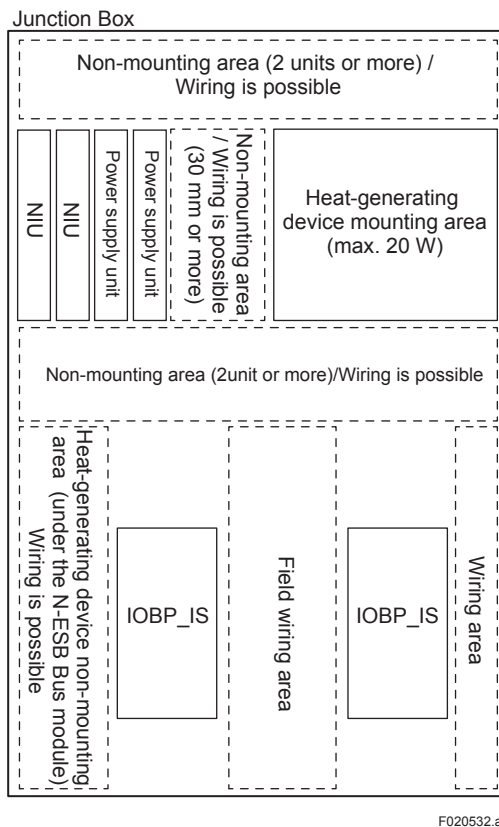 Junction Box
Non-mounting area (2 units or more) /
Wiring is possible
NIU
NIU
Power supply unit
Power supply unit
Non-mounting area
/ Wiring is possible
(30 mm or more)
Heat-generating
device mounting area
(max. 20 W)
Non-mounting area (2unit or more)/Wiring is possible
Heat-generating device non-mounting
area (under the N-ESB Bus module)
Wiring is possible
IOBP_IS
Field wiring area
IOBP_IS
Wiring area